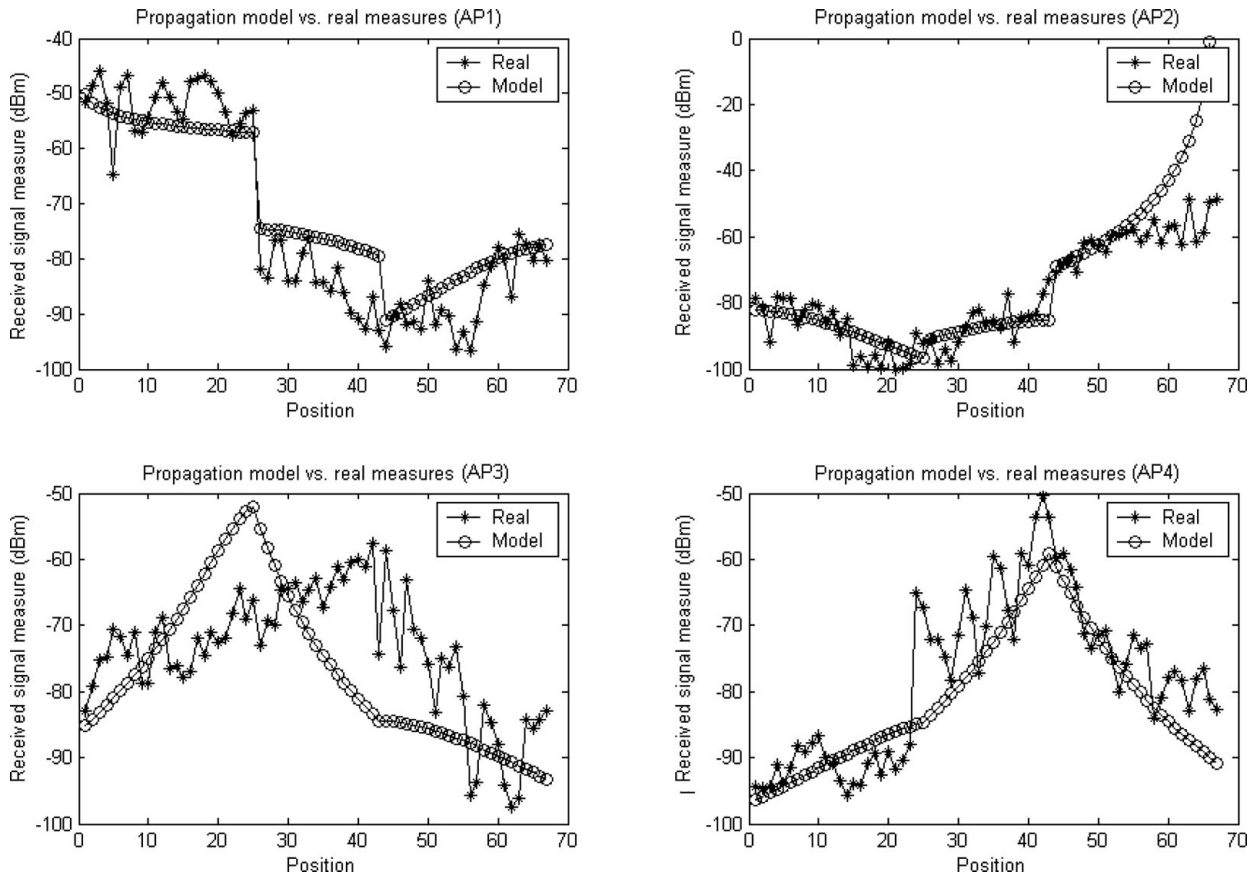 Propagation model vs. real measures (AP1)
Received signal measure (dBm)
-40
-50
-60
-70
-80
-90
-100
0 10 20 30 40 50 60 70
Position
Real
Model
Propagation model vs. real measures (AP2)
Received signal measure (dBm)
0
-20
-40
-60
-80
-100
0 10 20 30 40 50 60 70
Position
Real
Model
Propagation model vs. real measures (AP3)
Received signal measure (dBm)
-50
-60
-70
-80
-90
-100
0 10 20 30 40 50 60 70
Position
Real
Model
Propagation model vs. real measures (AP4)
| Received signal measure (dBm)
-50
-60
-70
-80
-90
-100
0 10 20 30 40 50 60 70
Position
Real
Model